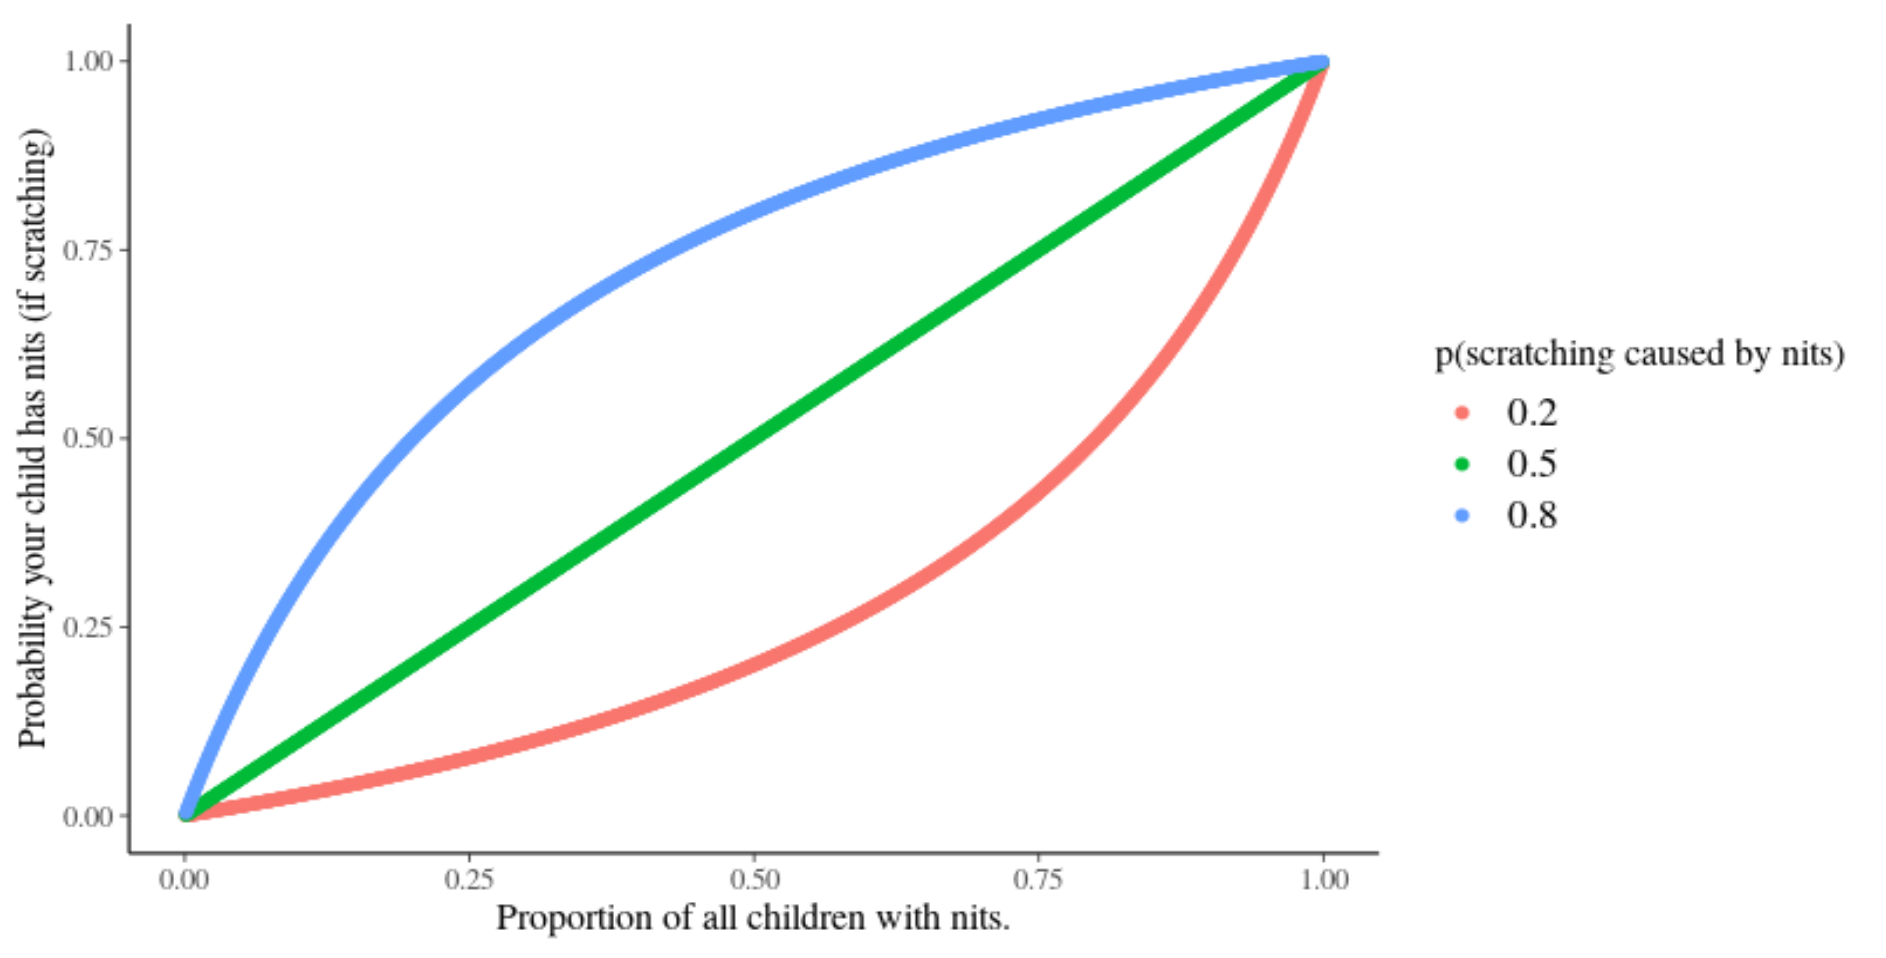 Probability your child has nits (if scratching)
1.00
0.75
0.50
0.25
0.00
0.00 0.25 0.50 0.75 1.00
Proportion of all children with nits.
p(scratching caused by nits)
0.2
0.5
0.8